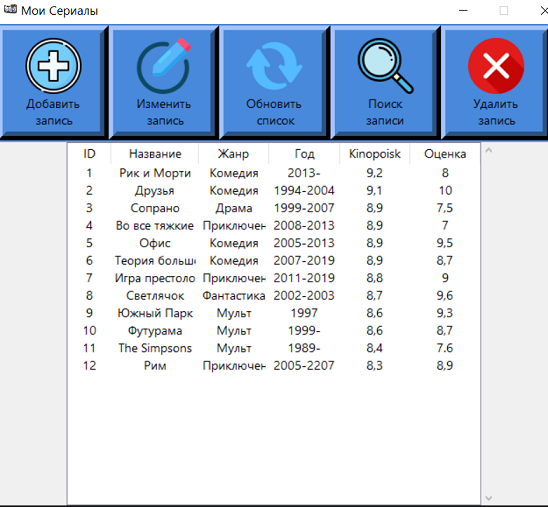 Мои Сериалы
Добавить запись
Изменить запись
Обновить список
Поиск записи
Удалить запись
ID Название Жанр Год Kinopoisk Оценка
1 Рик и Морти Комедия 2013- 9,2 8
2 Друзья Комедия 1994-2004 9,1 10
3 Сопрано Драма 1999-2007 8,9 7,5
4 Во все тяжкие Приключен 2008-2013 8,9 7
5 Офис Комедия 2005-2013 8,9 9,5
6 Теория больш Комедия 2007-2019 8,9 8,7
7 Игра престоло Приключен 2011-2019 8,8 9
8 Светлячок Фантастика 2002-2003 8,7 9,6
9 Южный Парк Мульт 1997 8,6 9,3
10 Футурама Мульт 1999- 8,6 8,7
11 The Simpsons Мульт 1989- 8,4 7.6
12 Рим Приключен 2005-2207 8,3 8,9